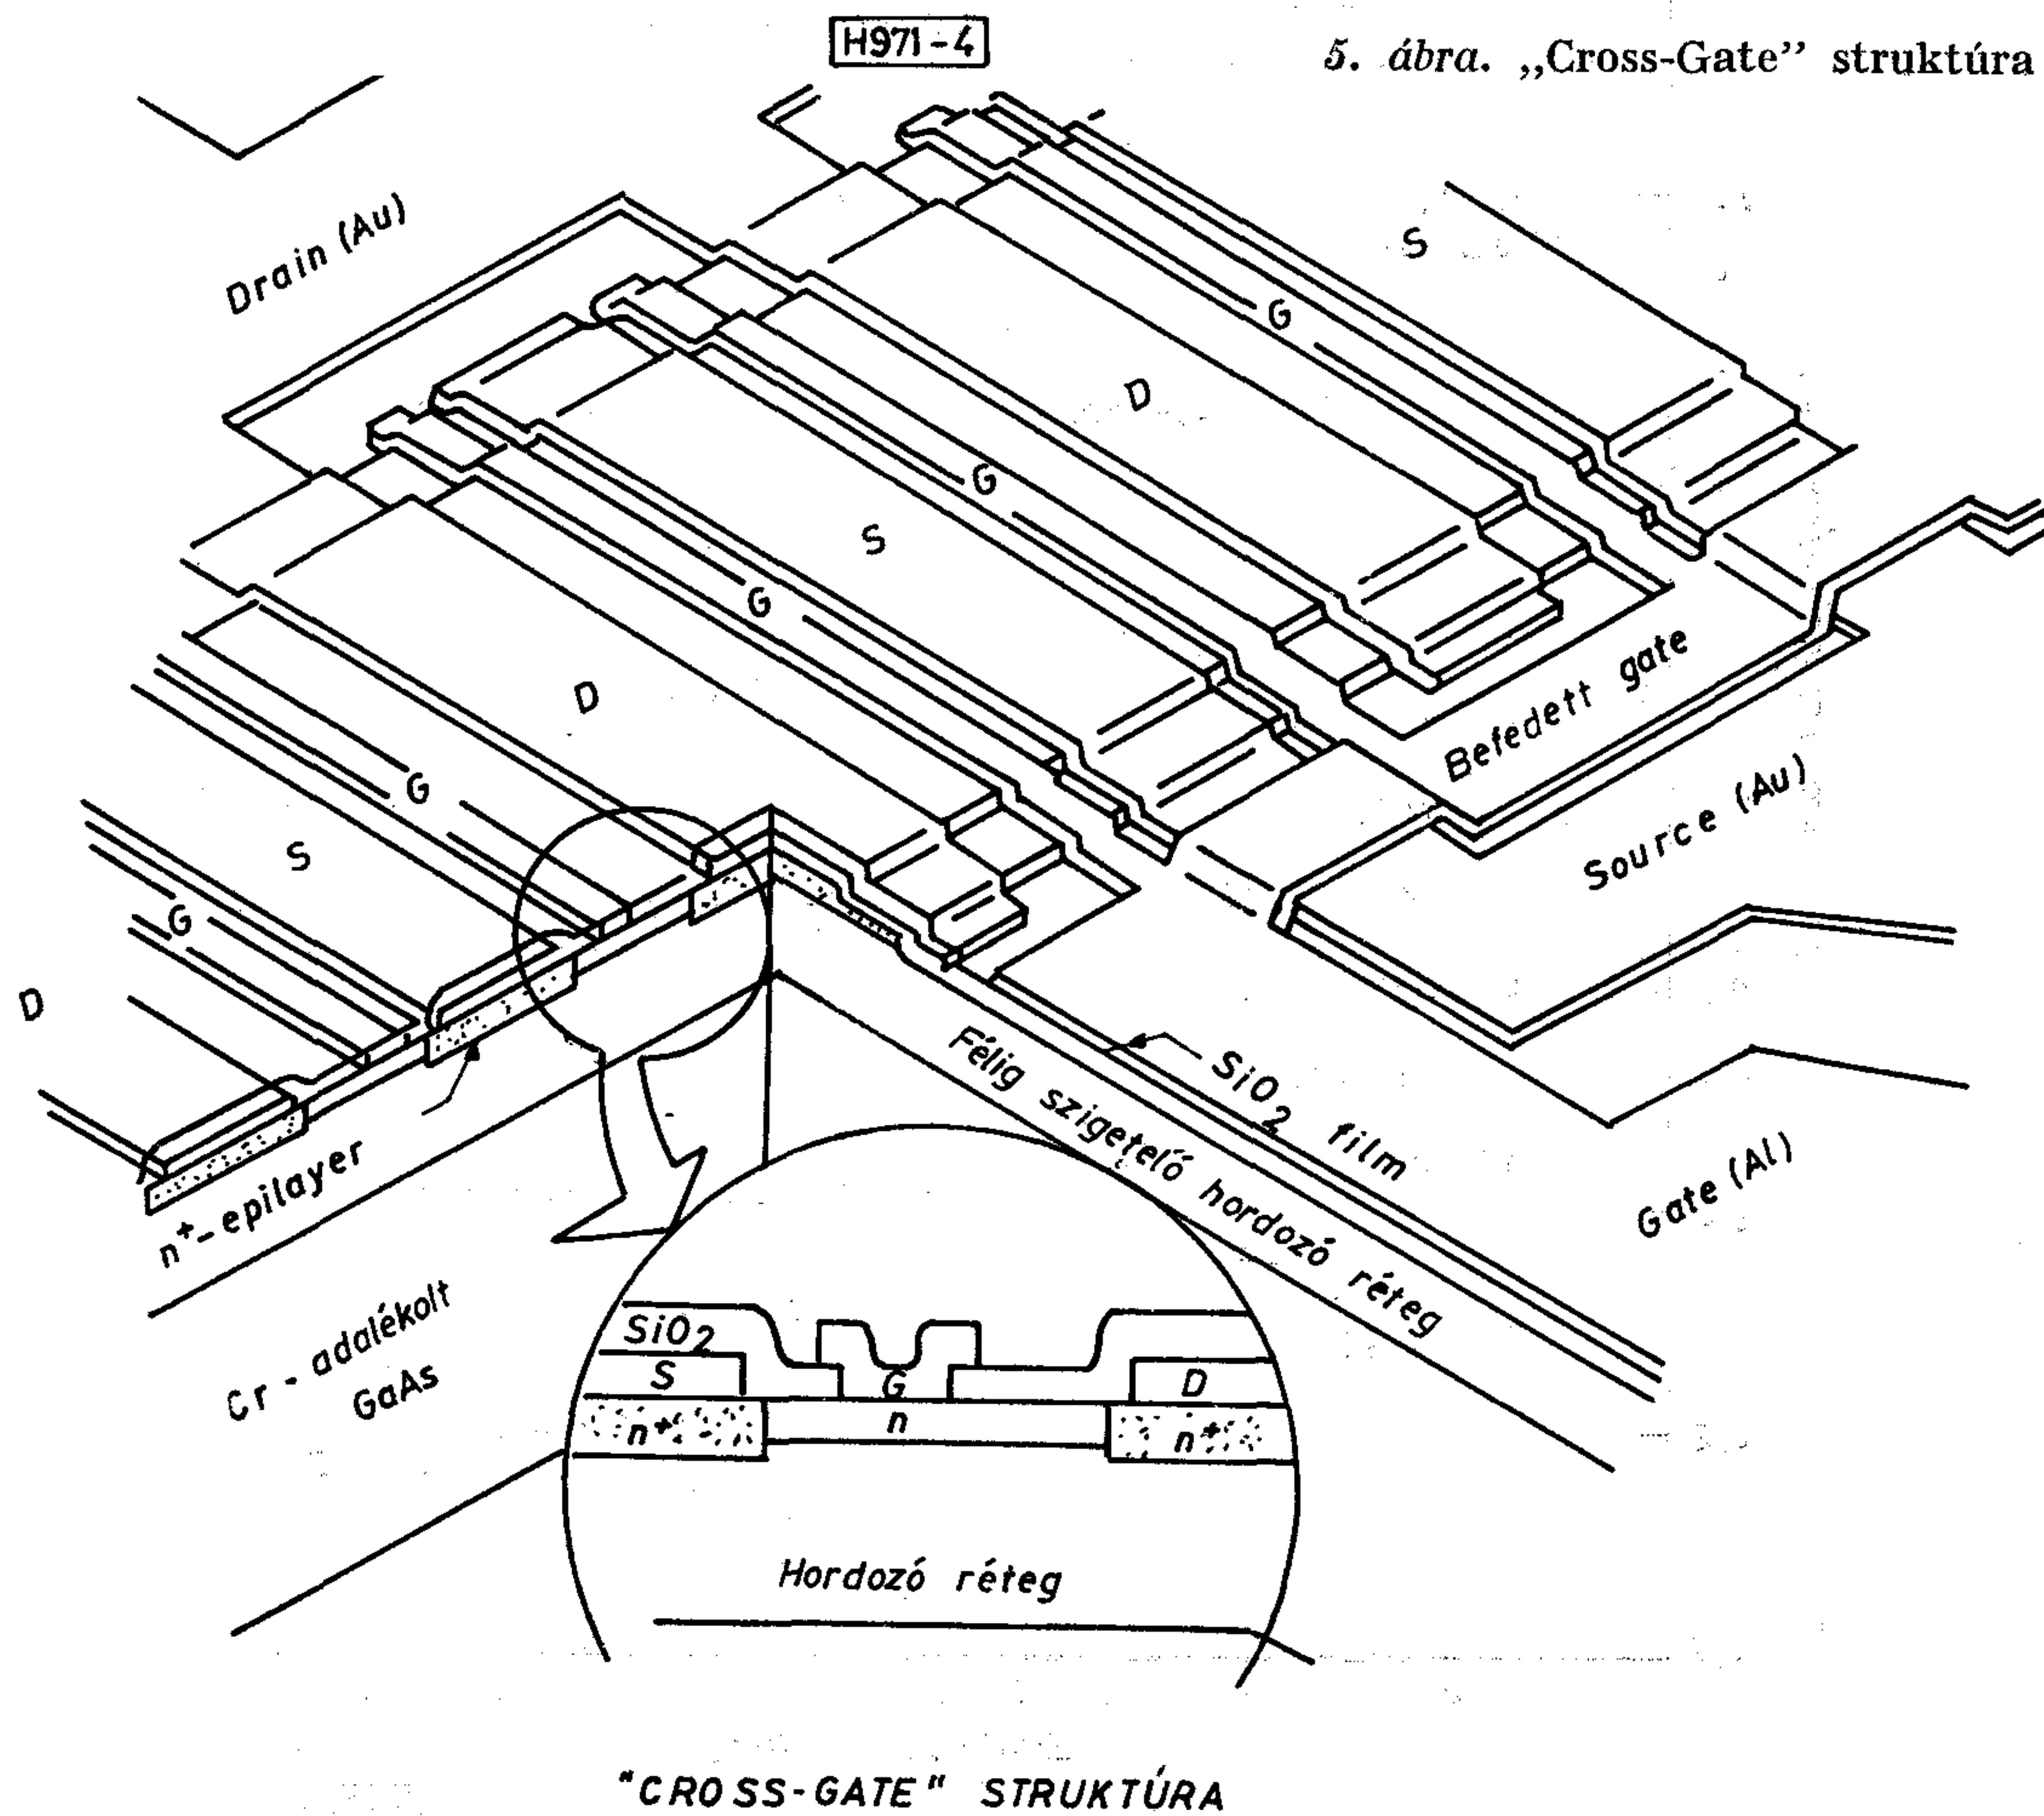 H971-4
5. ábra. „Cross-Gate” struktúra
Drain (Au)
S
G
D
G
S
G
D
Befedett gate
G
S
Source (Au)
G
D
SiO2 film
Félig szigetelő hordozó réteg
n+-epilayer
Gate (Al)
Cr - adalékolt
GaAs
SiO2
S
G
D
n+
n
n+
Hordozó réteg
"CROSS-GATE" STRUKTÚRA